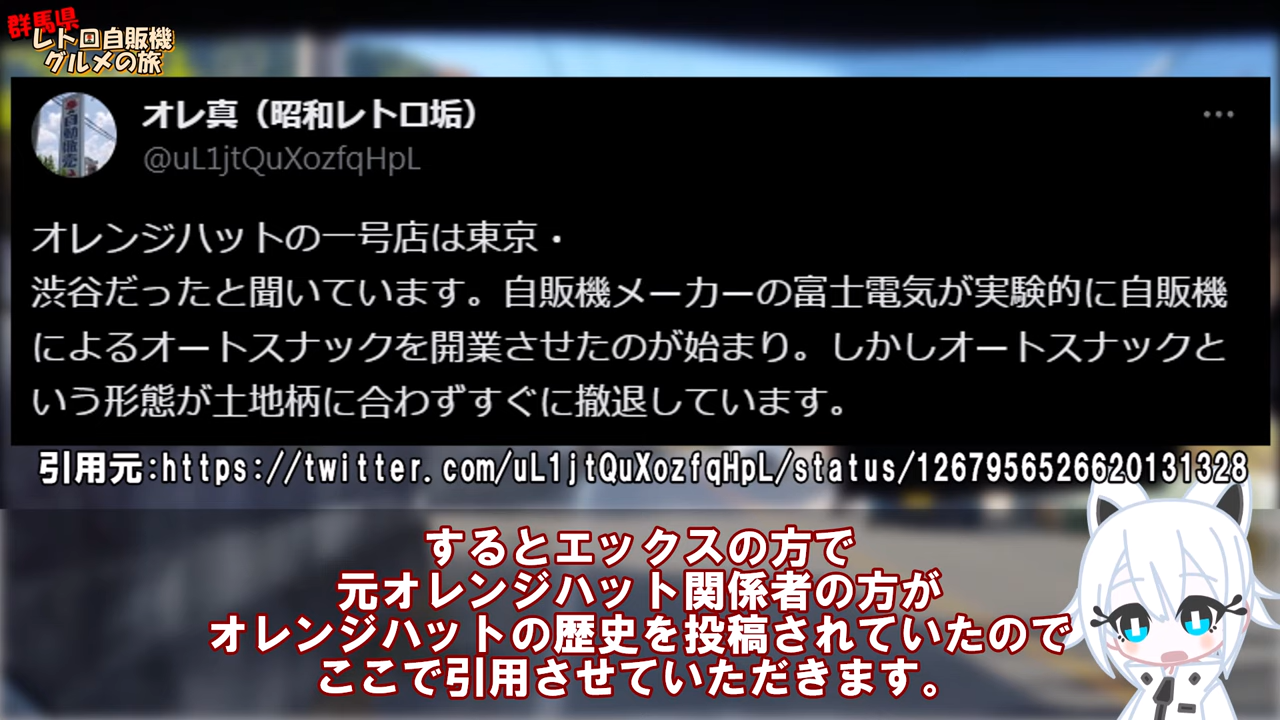 群馬県
レトロ自販機
グルメの旅
オレ真（昭和レトロ垢）
@uL1jtQuXozfqHpL
オレンジハットの一号店は東京・
渋谷だったと聞いています。自販機メーカーの富士電気が実験的に自販機
によるオートスナックを開業させたのが始まり。しかしオートスナックと
いう形態が土地柄に合わずすぐに撤退しています。
引用元:https://twitter.com/uL1jtQuXozfqHpL/status/1267956526620131328
するとエックスの方で
元オレンジハット関係者の方が
オレンジハットの歴史を投稿されていたので
ここで引用させていただきます。